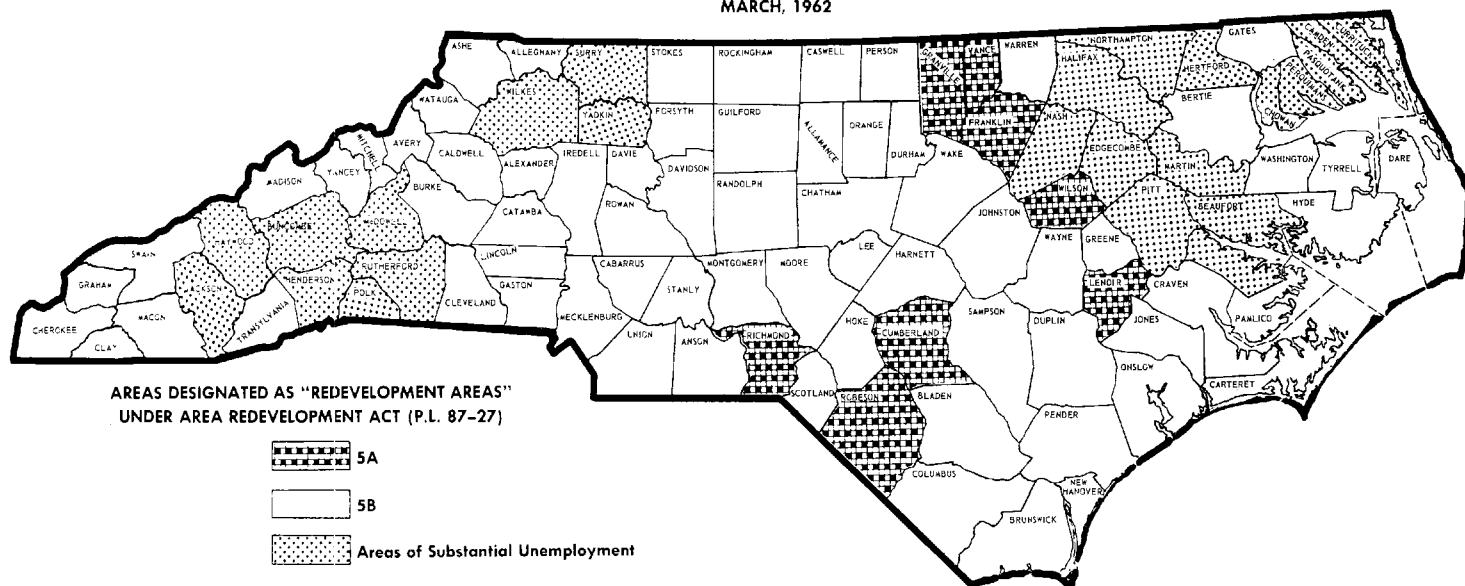 MARCH, 1962
ASHE
ALLEGHANY
SURRY
STOKES
ROCKINGHAM
CASWELL
PERSON
GRANVILLE
VANCE
WARREN
NORTHAMPTON
HALIFAX
HERTFORD
GATES
CAMDEN
CURRITUCK
PASQUOTANK
PERQUIMANS
CHOWAN
BERTIE
WATAUGA
WILKES
YADKIN
FORSYTH
GUILFORD
ALLAMANCE
ORANGE
DURHAM
WAKE
FRANKLIN
NASH
EDGECOMBE
MARTIN
WASHINGTON
TYRRELL
DARE
MITCHELL
AVERY
CALDWELL
ALEXANDER
IREDELL
DAVIE
DAVIDSON
RANDOLPH
CHATHAM
WILSON
PITT
BEAUFORT
HYDE
MADISON
YANCEY
BURKE
CATAMBA
ROWAN
JOHNSTON
WAYNE
GREENE
SWAIN
HAYWOOD
BUNCOMBE
McDOWELL
LINCOLN
CABARRUS
MONTGOMERY
MOORE
LEE
HARNETT
LENOIR
CRAVEN
PAMLICO
GRAHAM
JACKSON
HENDERSON
RUTHERFORD
POLK
CLEVELAND
GASTON
MECKLENBURG
STANLY
CHEROKEE
MACON
TRANSYLVANIA
CLAY
UNION
ANSON
RICHMOND
HOKE
CUMBERLAND
SAMPSON
DUPLIN
JONES
ONSLOW
CARTERET
SCOTLAND
ROBESON
BLADEN
PENDER
COLUMBUS
NEW
HANOVER
BRUNSWICK
AREAS DESIGNATED AS "REDEVELOPMENT AREAS"
UNDER AREA REDEVELOPMENT ACT (P.L. 87–27)
5A
5B
Areas of Substantial Unemployment